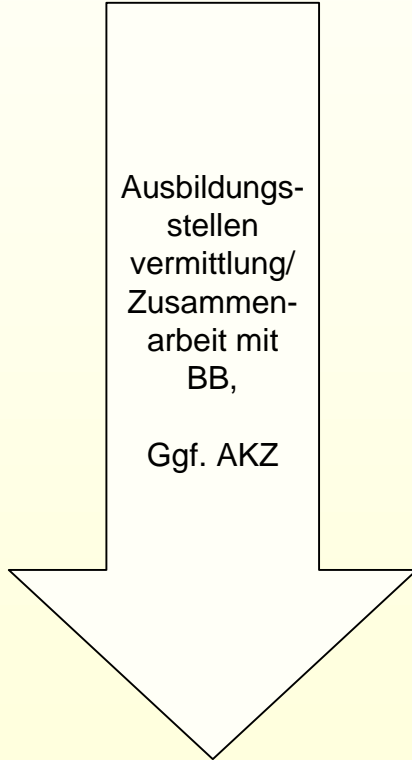 Ausbildungs-
stellen
vermittlung/
Zusammen-
arbeit mit
BB,
Ggf. AKZ